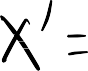 X' =